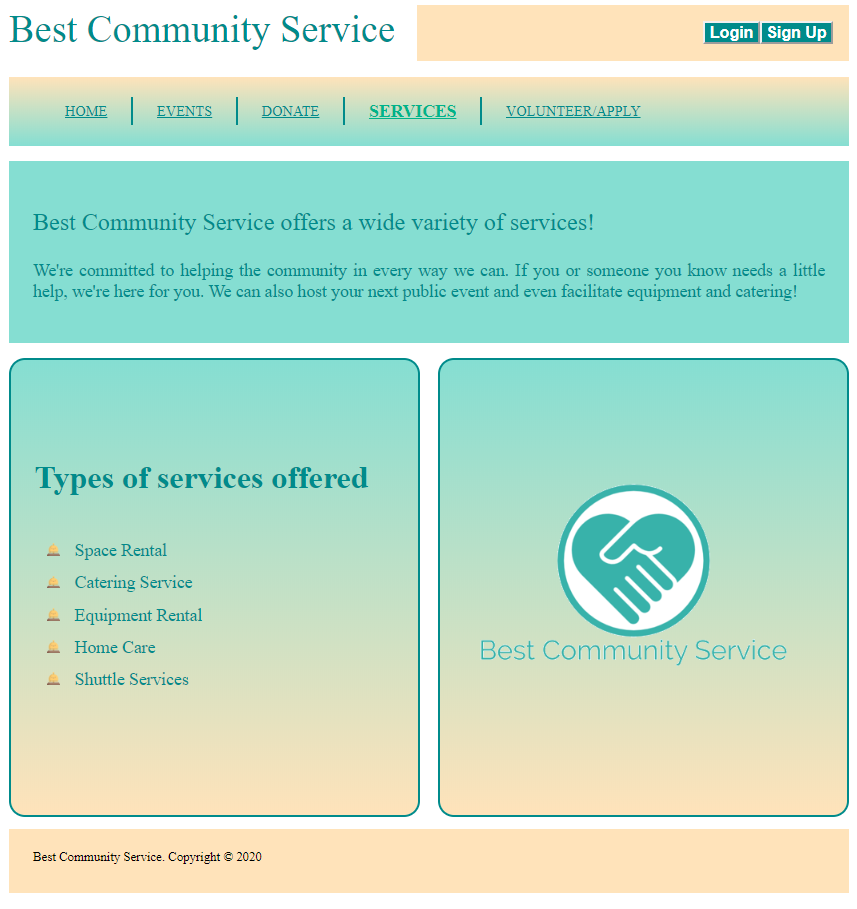 Best Community Service
Login Sign Up
HOME EVENTS DONATE SERVICES VOLUNTEER/APPLY
Best Community Service offers a wide variety of services!
We're committed to helping the community in every way we can. If you or someone you know needs a little
help, we're here for you. We can also host your next public event and even facilitate equipment and catering!
Types of services offered
Space Rental
Catering Service
Equipment Rental
Home Care
Shuttle Services
Best Community Service
Best Community Service. Copyright © 2020